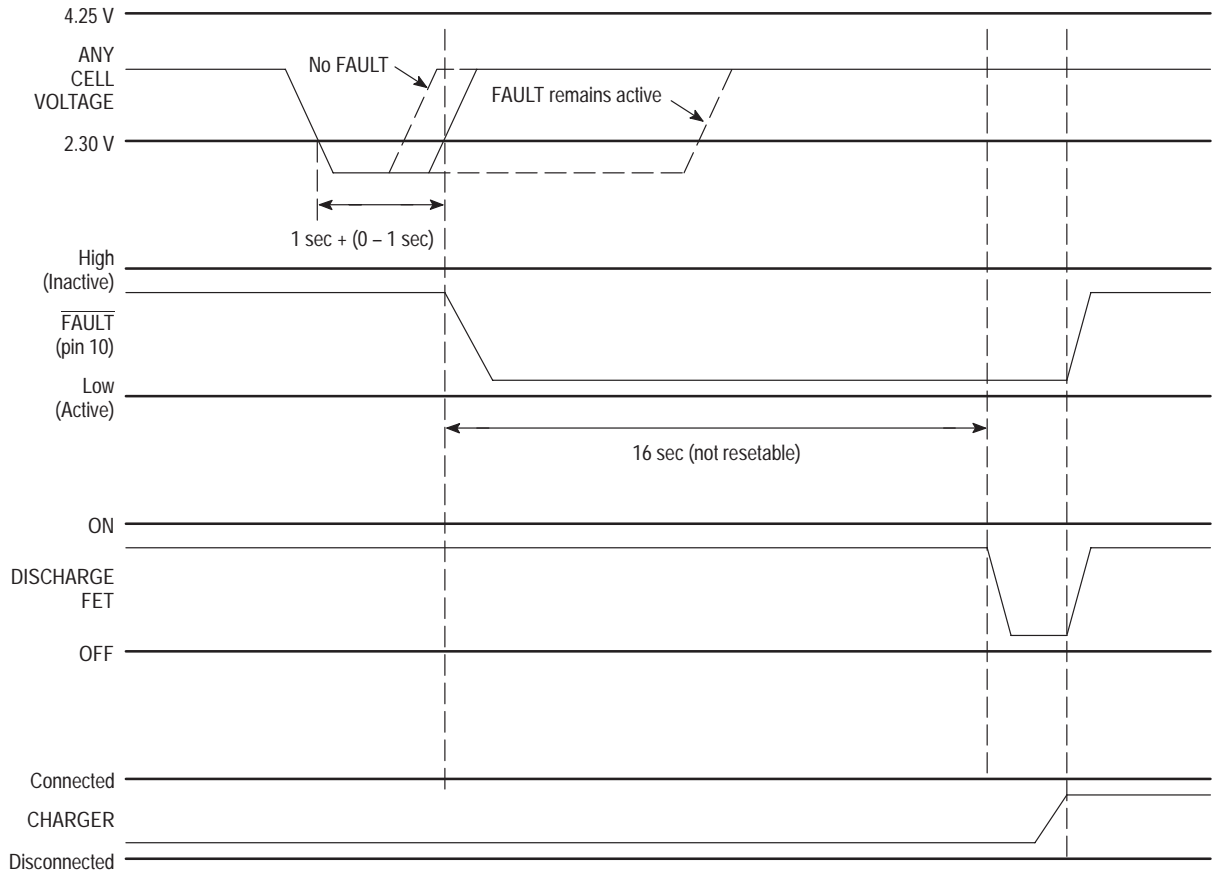 4.25 V
ANY
CELL
VOLTAGE
No FAULT
FAULT remains active
2.30 V
1 sec + (0 – 1 sec)
High
(Inactive)
FAULT
(pin 10)
Low
(Active)
16 sec (not resetable)
ON
DISCHARGE
FET
OFF
Connected
CHARGER
Disconnected